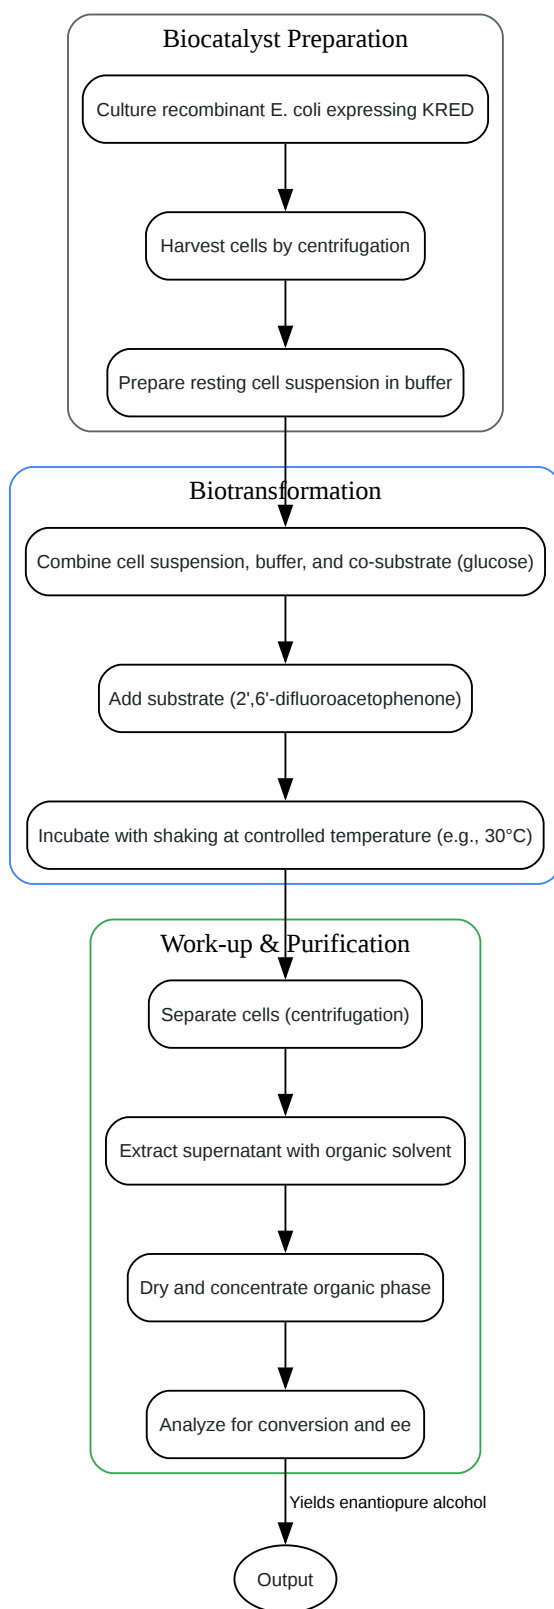 Biocatalyst Preparation
Culture recombinant E. coli expressing KRED
Harvest cells by centrifugation
Prepare resting cell suspension in buffer
Biotransformation
Combine cell suspension, buffer, and co-substrate (glucose)
Add substrate (2',6'-difluoroacetophenone)
Incubate with shaking at controlled temperature (e.g., 30°C)
Work-up & Purification
Separate cells (centrifugation)
Extract supernatant with organic solvent
Dry and concentrate organic phase
Analyze for conversion and ee
Yields enantiopure alcohol
Output